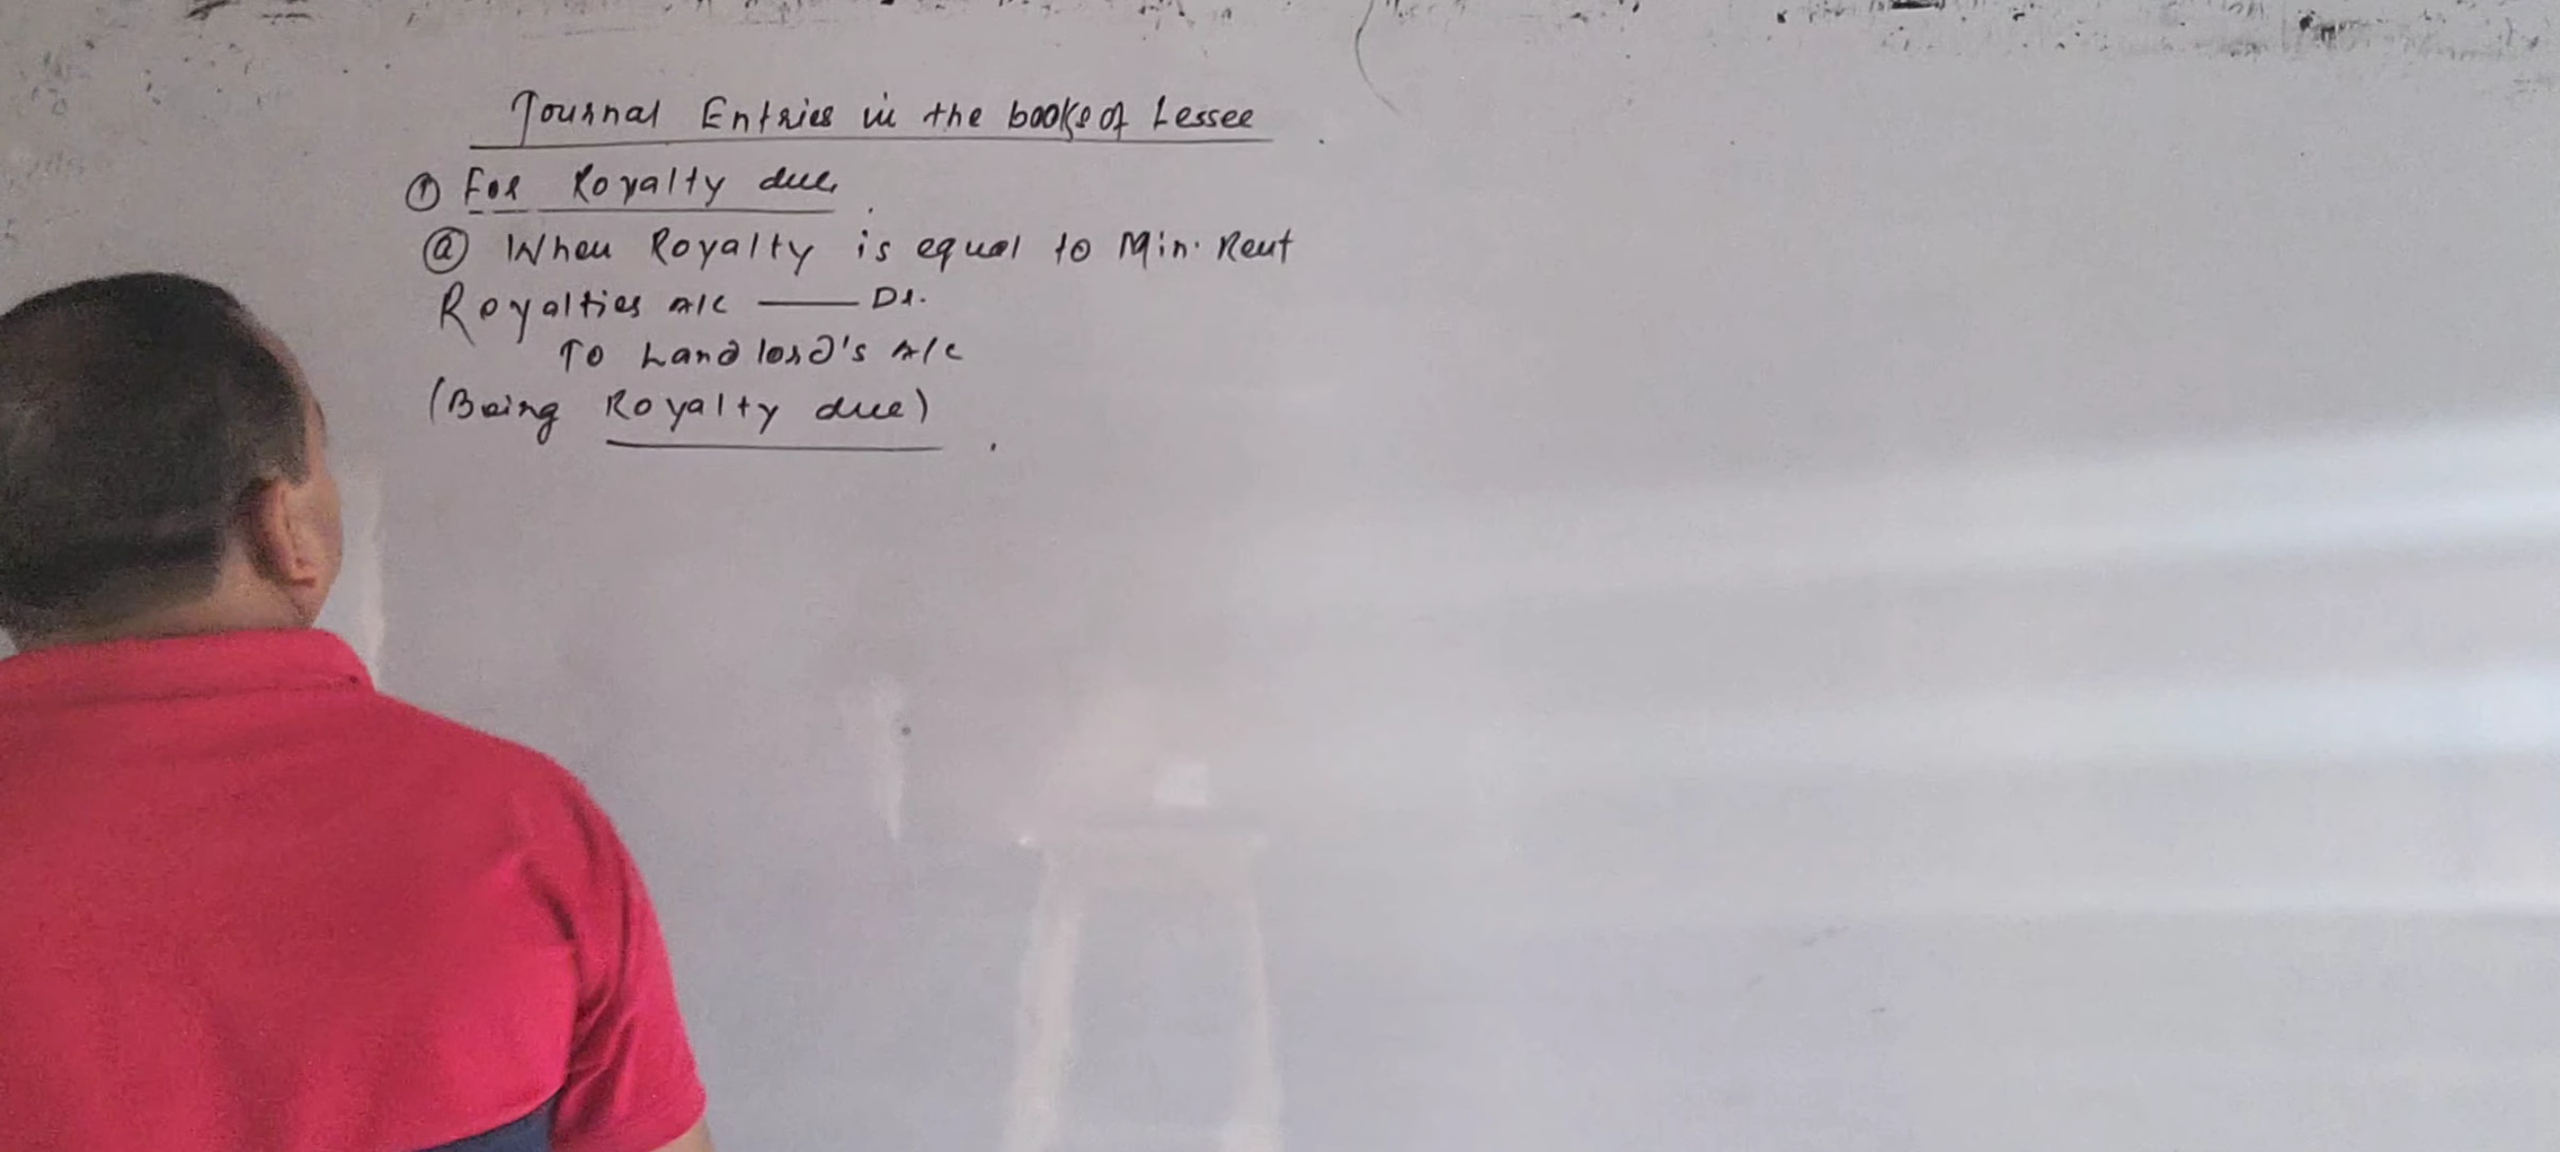 Journal Entries in the books of Lessee
① For Royalty due
ⓐ When Royalty is equal to Min. Rent
Royalties A/c —— Dr.
To Landlord's A/c
(Being Royalty due)